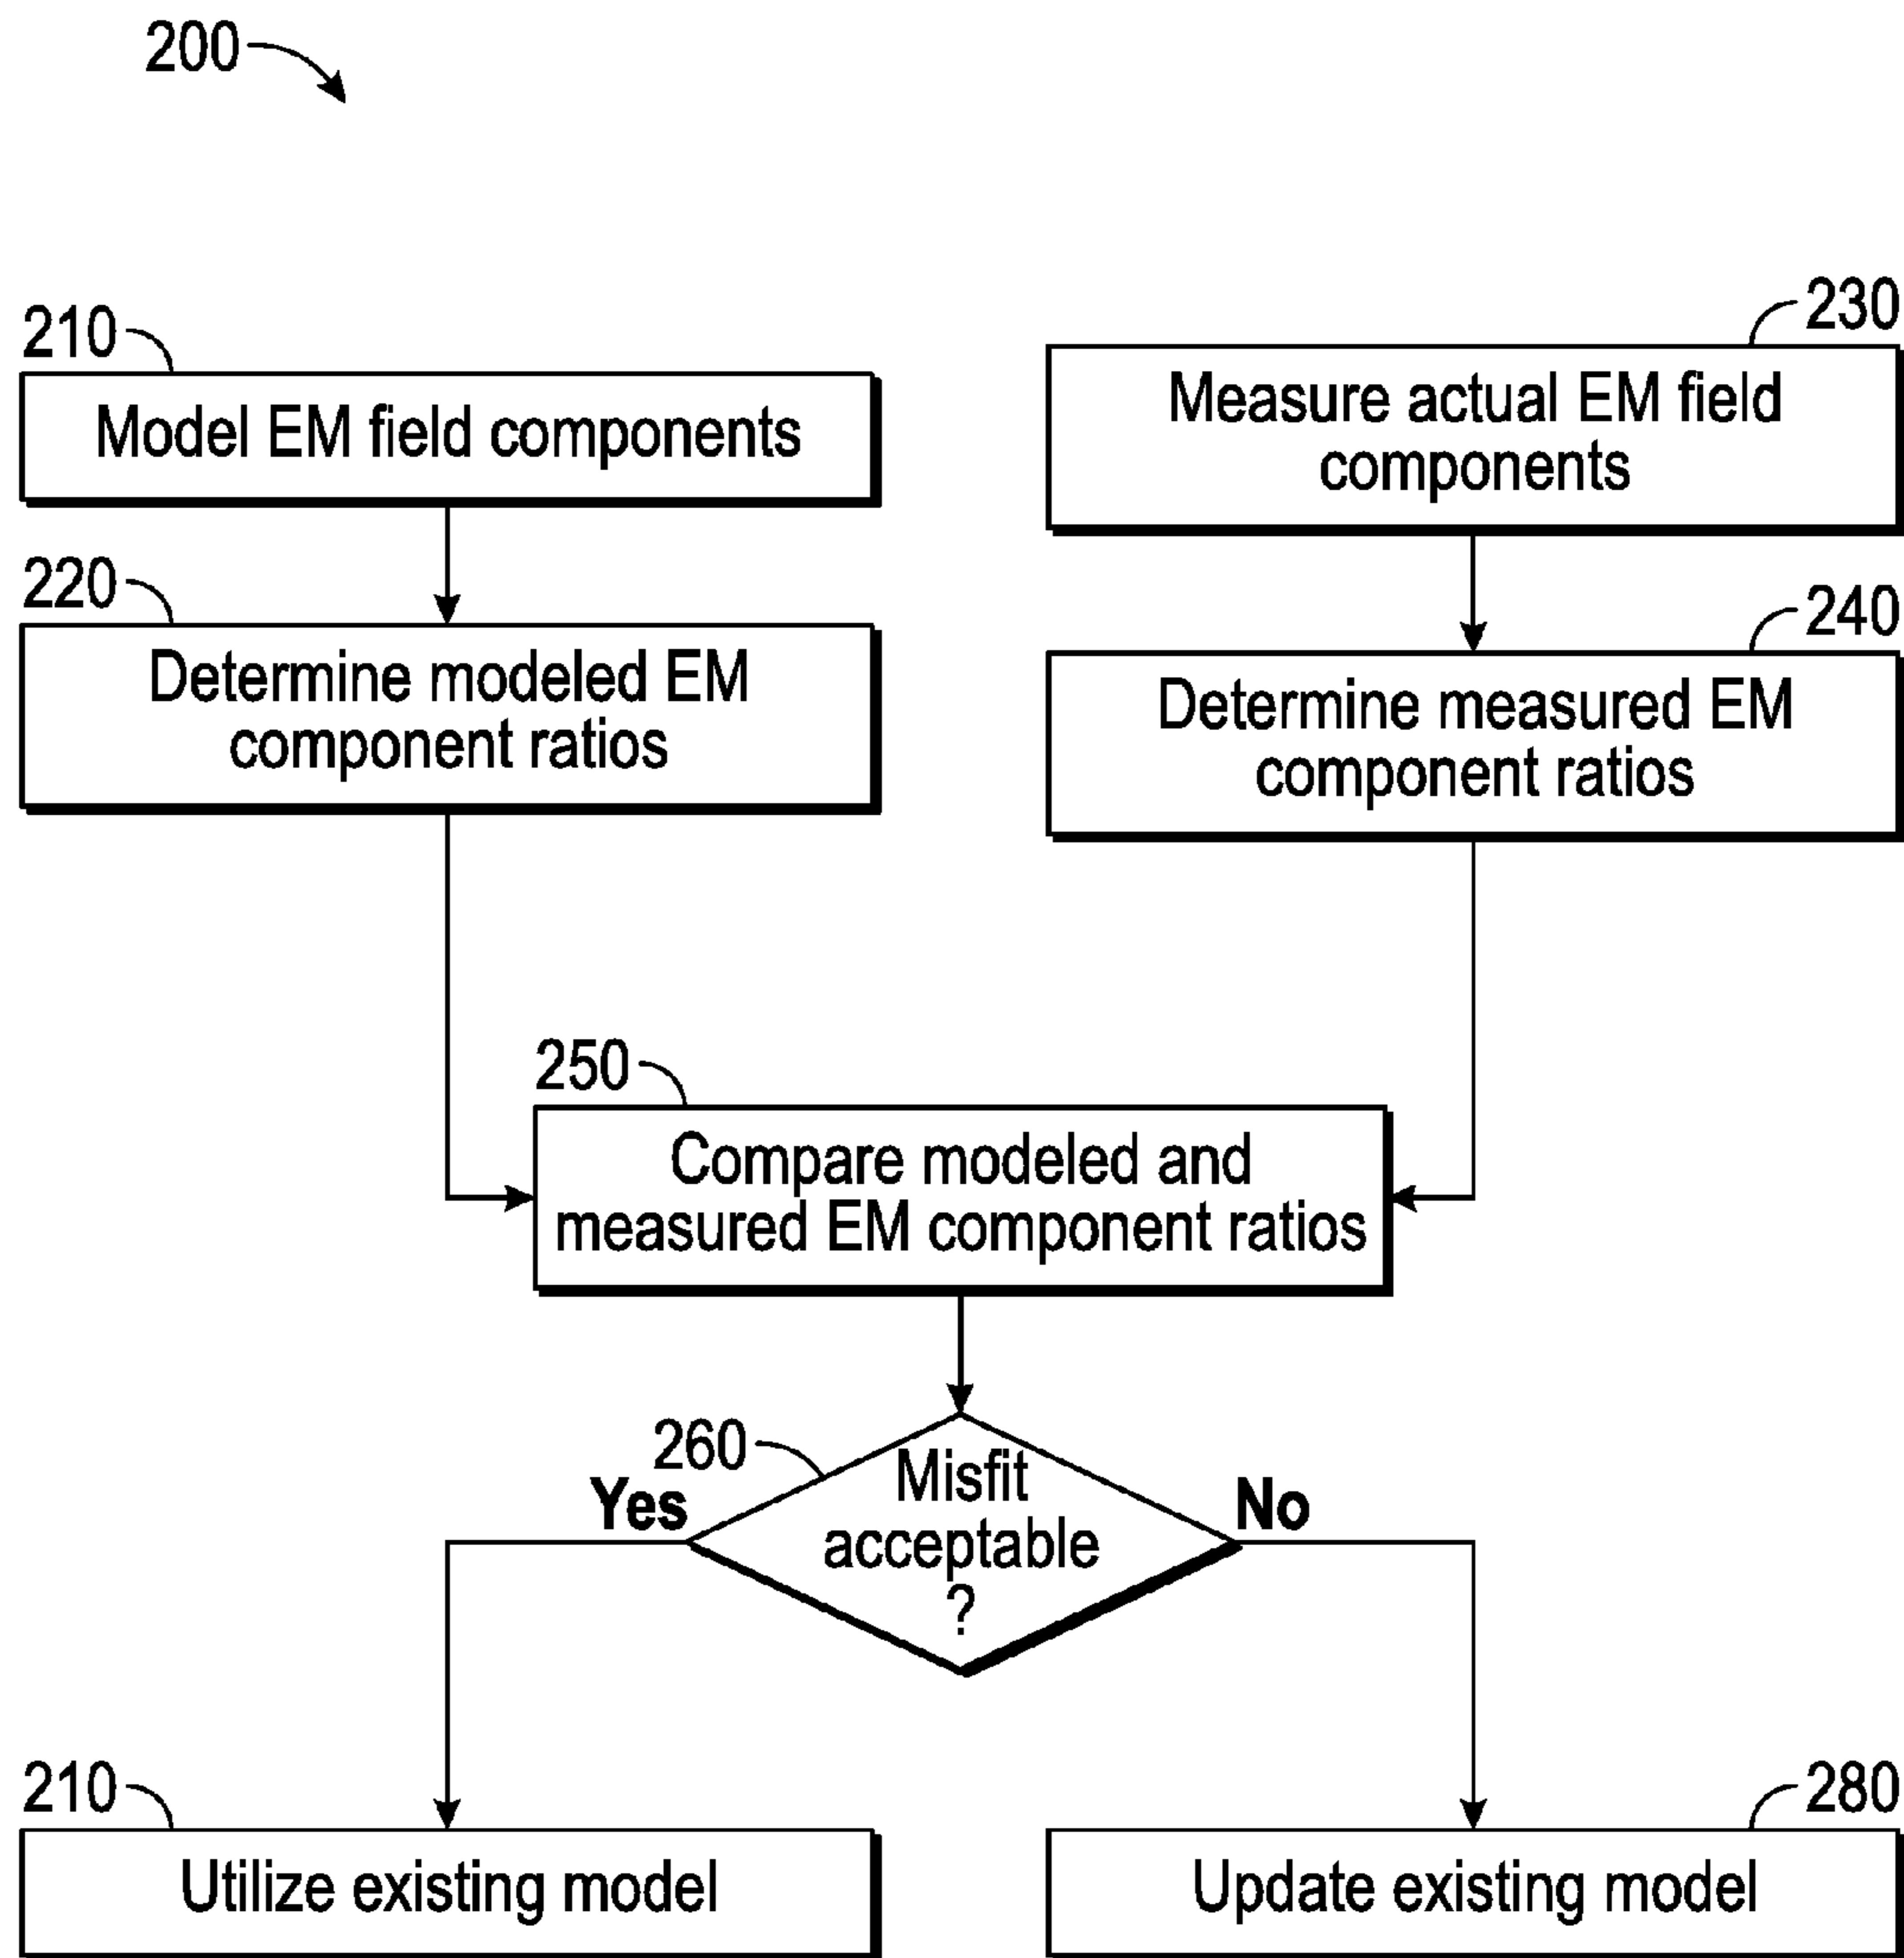 200
210
Model EM field components
230
Measure actual EM field
components
220
Determine modeled EM
component ratios
240
Determine measured EM
component ratios
250
Compare modeled and
measured EM component ratios
260
Misfit
acceptable
?
Yes
No
210
Utilize existing model
280
Update existing model